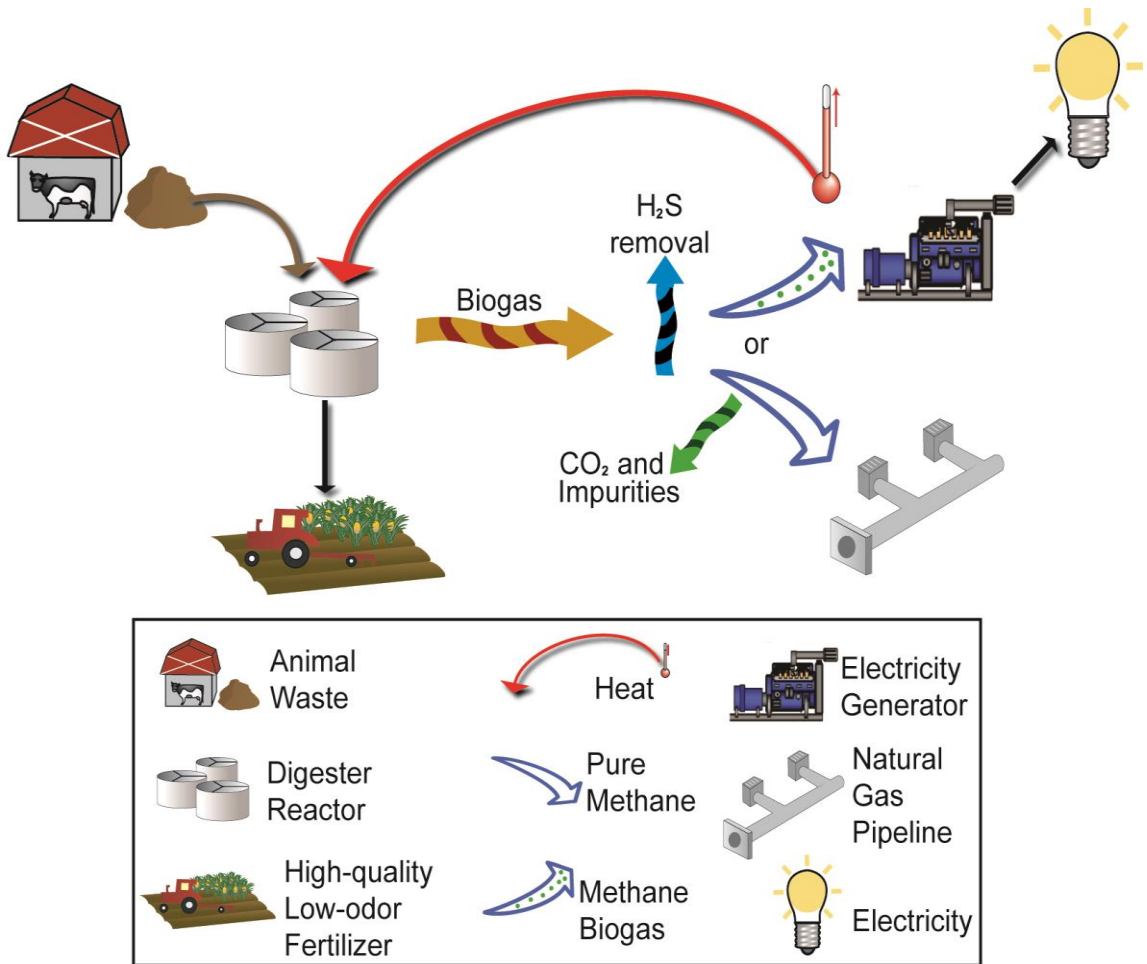 H₂S
removal
Biogas
or
CO₂ and
Impurities
Animal
Waste
Heat
Electricity
Generator
Digester
Reactor
Pure
Methane
Natural
Gas
Pipeline
High-quality
Low-odor
Fertilizer
Methane
Biogas
Electricity